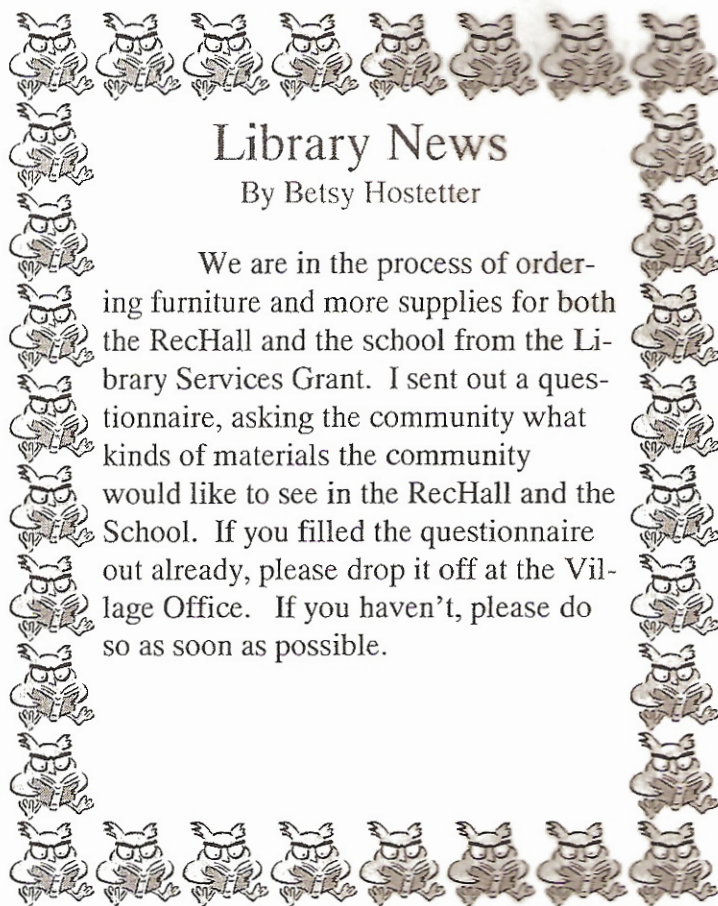 Library News
By Betsy Hostetter
We are in the process of order-
ing furniture and more supplies for both
the RecHall and the school from the Li-
brary Services Grant.  I sent out a ques-
tionnaire, asking the community what
kinds of materials the community
would like to see in the RecHall and the
School.  If you filled the questionnaire
out already, please drop it off at the Vil-
lage Office.   If you haven't, please do
so as soon as possible.